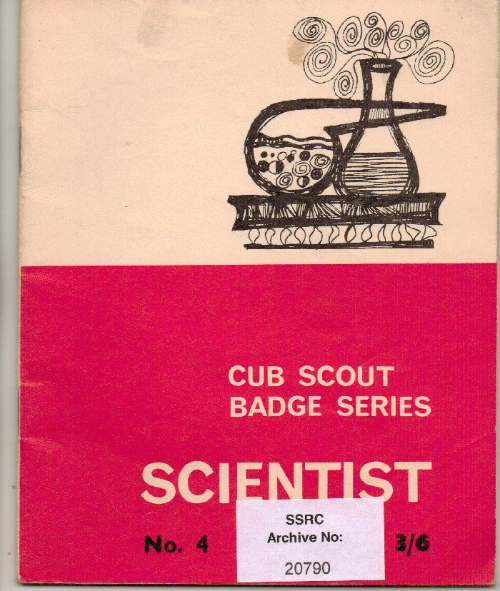 CUB SCOUT
BADGE SERIES
SCIENTIST
No. 4
SSRC
Archive No:
20790
3/6